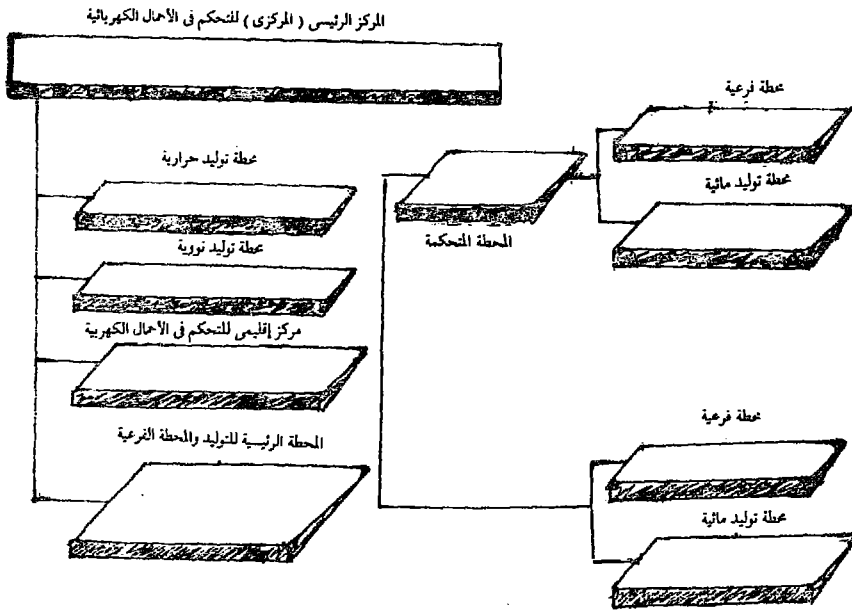 المركز الرئيسى ( المركزى ) للتحكم فى الأحمال الكهربائية
محطة فرعية
محطة توليد حرارية
محطة توليد مائية
المحطة المتحكمة
محطة توليد نووية
مركز إقليمى للتحكم فى الأحمال الكهربية
المحطة الرئيسية للتوليد والمحطة الفرعية
محطة فرعية
محطة توليد مائية